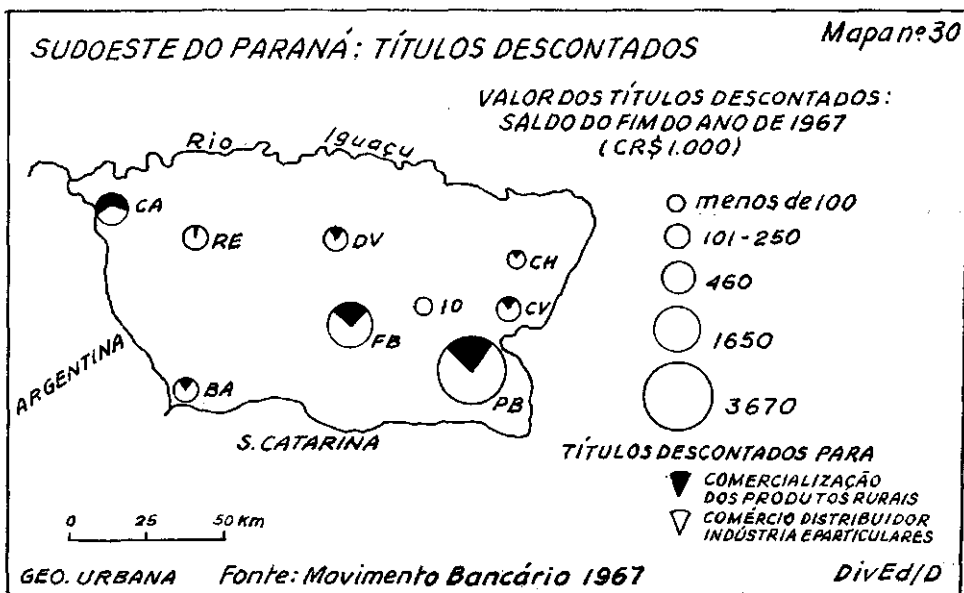 SUDOESTE DO PARANÁ: TÍTULOS DESCONTADOS
Mapa nº 30
VALOR DOS TÍTULOS DESCONTADOS:
SALDO DO FIM DO ANO DE 1967
(CR$ 1.000)
Rio Iguaçu
CA
RE
DV
CH
IO
CV
FB
PB
BA
ARGENTINA
S. CATARINA
menos de 100
101-250
460
1650
3670
TÍTULOS DESCONTADOS PARA
COMERCIALIZAÇÃO
DOS PRODUTOS RURAIS
COMÉRCIO DISTRIBUIDOR
INDÚSTRIA E PARTICULARES
0 25 50 Km
GEO. URBANA
Fonte: Movimento Bancário 1967
DivEd/D